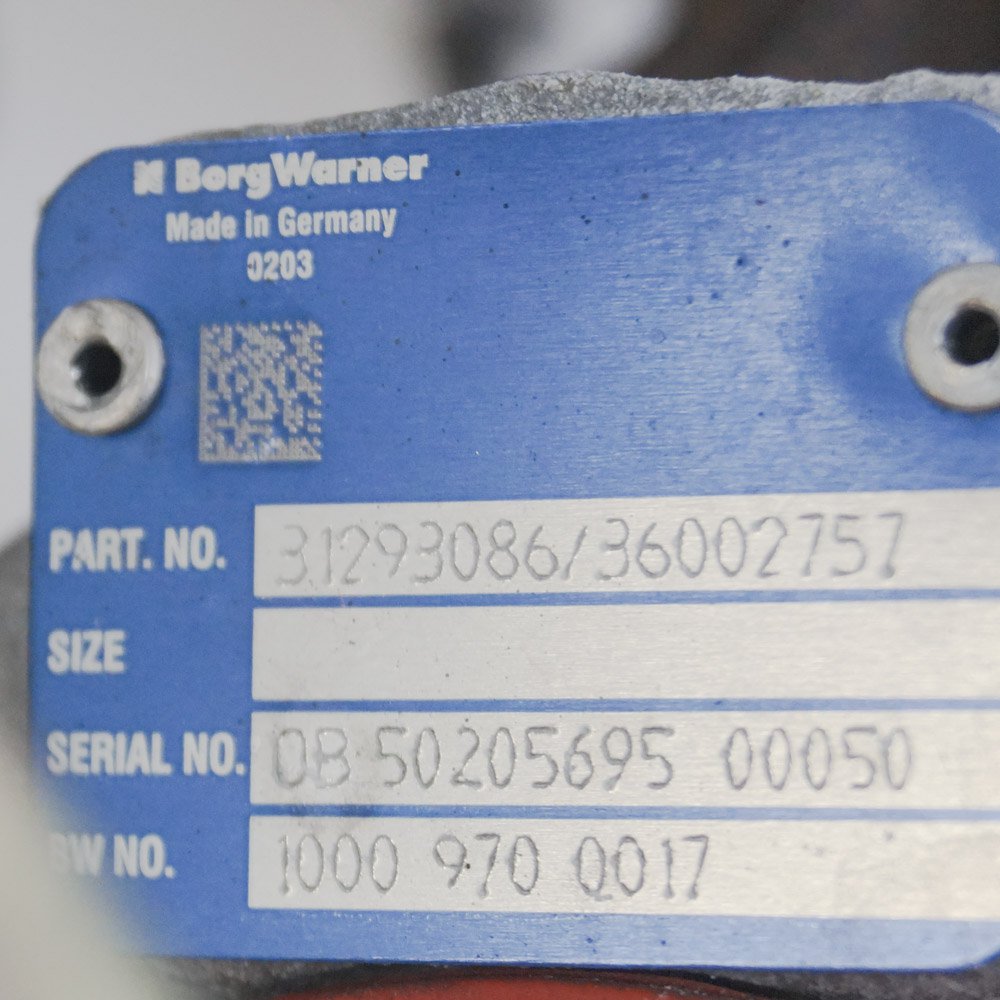 BorgWarner
Made in Germany
0203
PART. NO. 31293086/36002757
SIZE
SERIAL NO. OB 50205695 00050
BW NO. 1000 970 0017